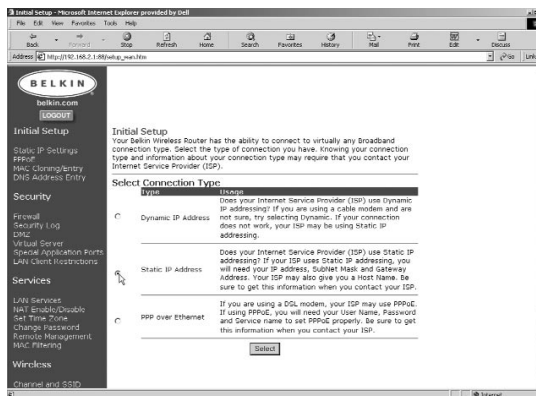 Initial Setup - Microsoft Internet Explorer provided by Dell
File Edit View Favorites Tools Help
Back Forward Stop Refresh Home Search Favorites History Mail Print Edit Discuss
Address http://192.168.2.1:88/setup_wan.htm Go Links
BELKIN
belkin.com
LOGOUT
Initial Setup
Static IP Settings
PPPoE
MAC Cloning/Entry
DNS Address Entry
Security
Firewall
Security Log
DMZ
Virtual Server
Special Application Ports
LAN Client Restrictions
Services
LAN Services
NAT Enable/Disable
Set Time Zone
Change Password
Remote Management
MAC Filtering
Wireless
Channel and SSID
Initial Setup
Your Belkin Wireless Router has the ability to connect to virtually any Broadband
connection type. Select the type of connection you have. Knowing your connection
type and information about your connection type may require that you contact your
Internet Service Provider (ISP).
Select Connection Type
Type Usage
Dynamic IP Address
Does your Internet Service Provider (ISP) use Dynamic
IP addressing? If you are using a cable modem and are
not sure, try selecting Dynamic. If your connection
does not work, your ISP may be using Static IP
addressing.
Static IP Address
Does your Internet Service Provider (ISP) use Static IP
addressing? If your ISP uses Static IP addressing, you
will need your IP address, SubNet Mask and Gateway
Address. Your ISP may also give you a Host Name. Be
sure to get this information when you contact your ISP.
PPP over Ethernet
If you are using a DSL modem, your ISP may use PPPoE.
If using PPPoE, you will need your User Name, Password
and Service name to set PPPoE properly. Be sure to get
this information when you contact your ISP.
Select
Internet